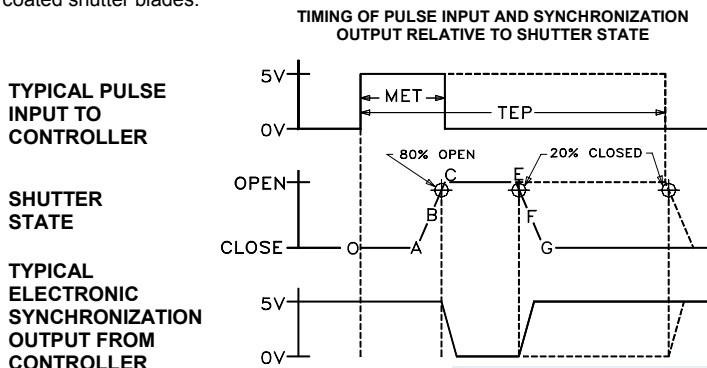 coated shutter blades.
TIMING OF PULSE INPUT AND SYNCHRONIZATION
OUTPUT RELATIVE TO SHUTTER STATE
TYPICAL PULSE
INPUT TO
CONTROLLER
5V
0V
MET
TEP
SHUTTER
STATE
OPEN
CLOSE
80% OPEN
20% CLOSED
O
A
B
C
E
F
G
TYPICAL
ELECTRONIC
SYNCHRONIZATION
OUTPUT FROM
CONTROLLER
5V
0V